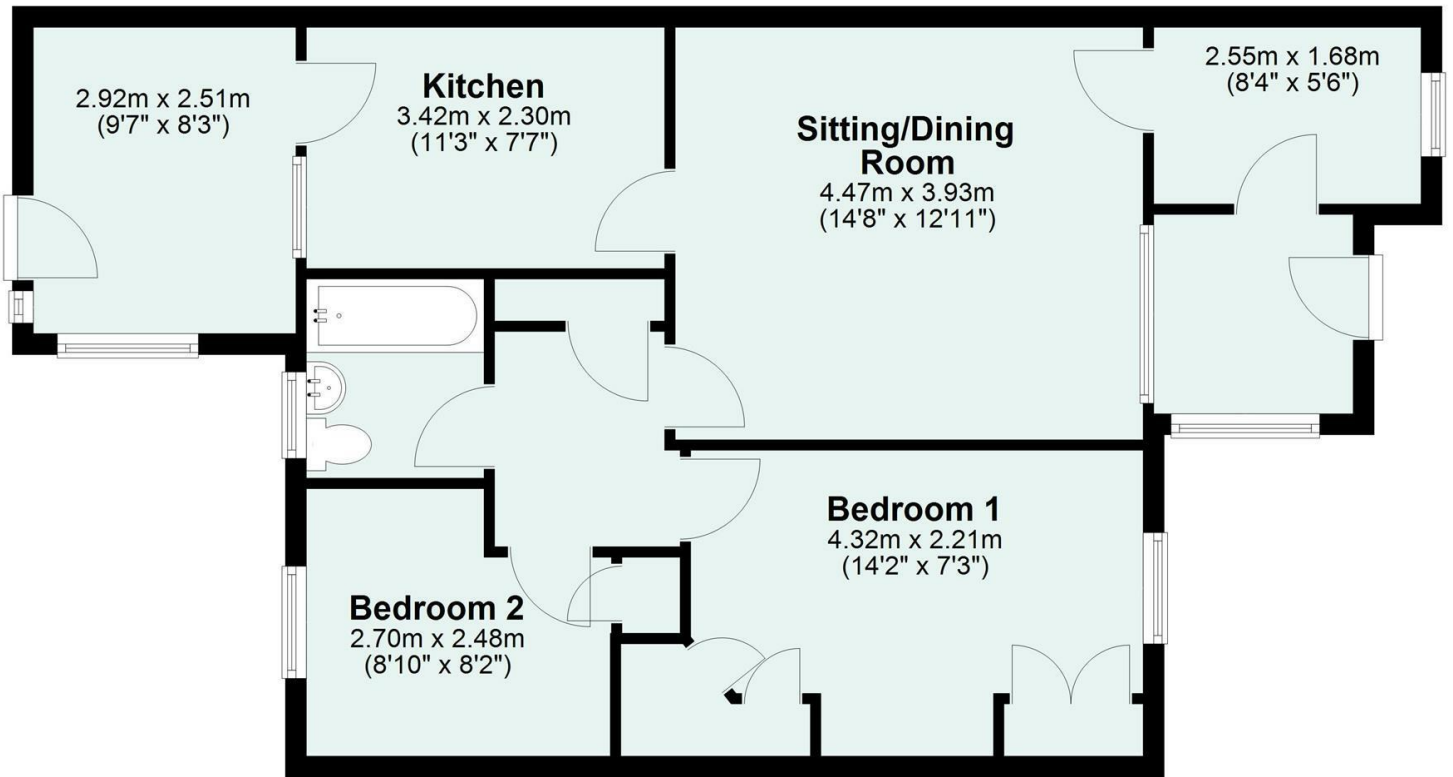 2.92m x 2.51m
(9'7" x 8'3")
Kitchen
3.42m x 2.30m
(11'3" x 7'7")
Sitting/Dining
Room
4.47m x 3.93m
(14'8" x 12'11")
2.55m x 1.68m
(8'4" x 5'6")
Bedroom 1
4.32m x 2.21m
(14'2" x 7'3")
Bedroom 2
2.70m x 2.48m
(8'10" x 8'2")